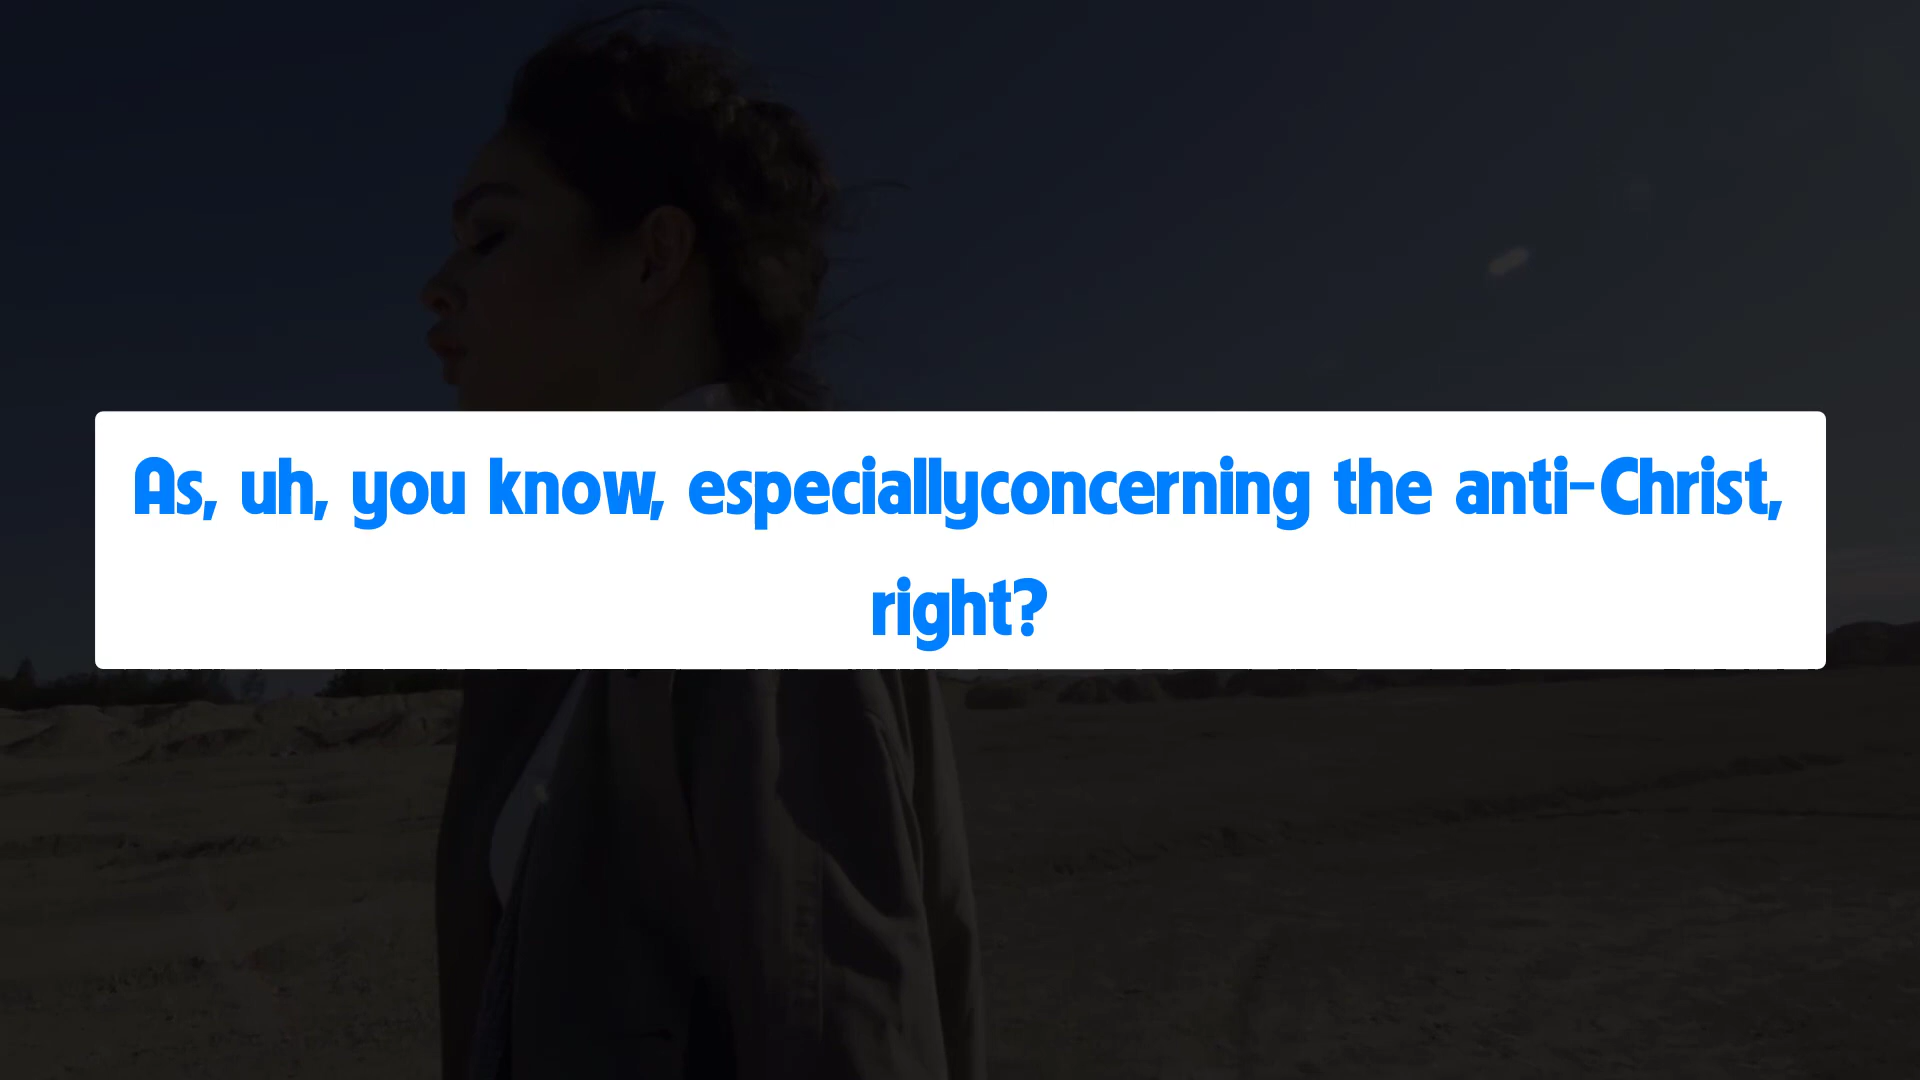 As, uh, you know, especiallyconcerning the anti-Christ,
right?